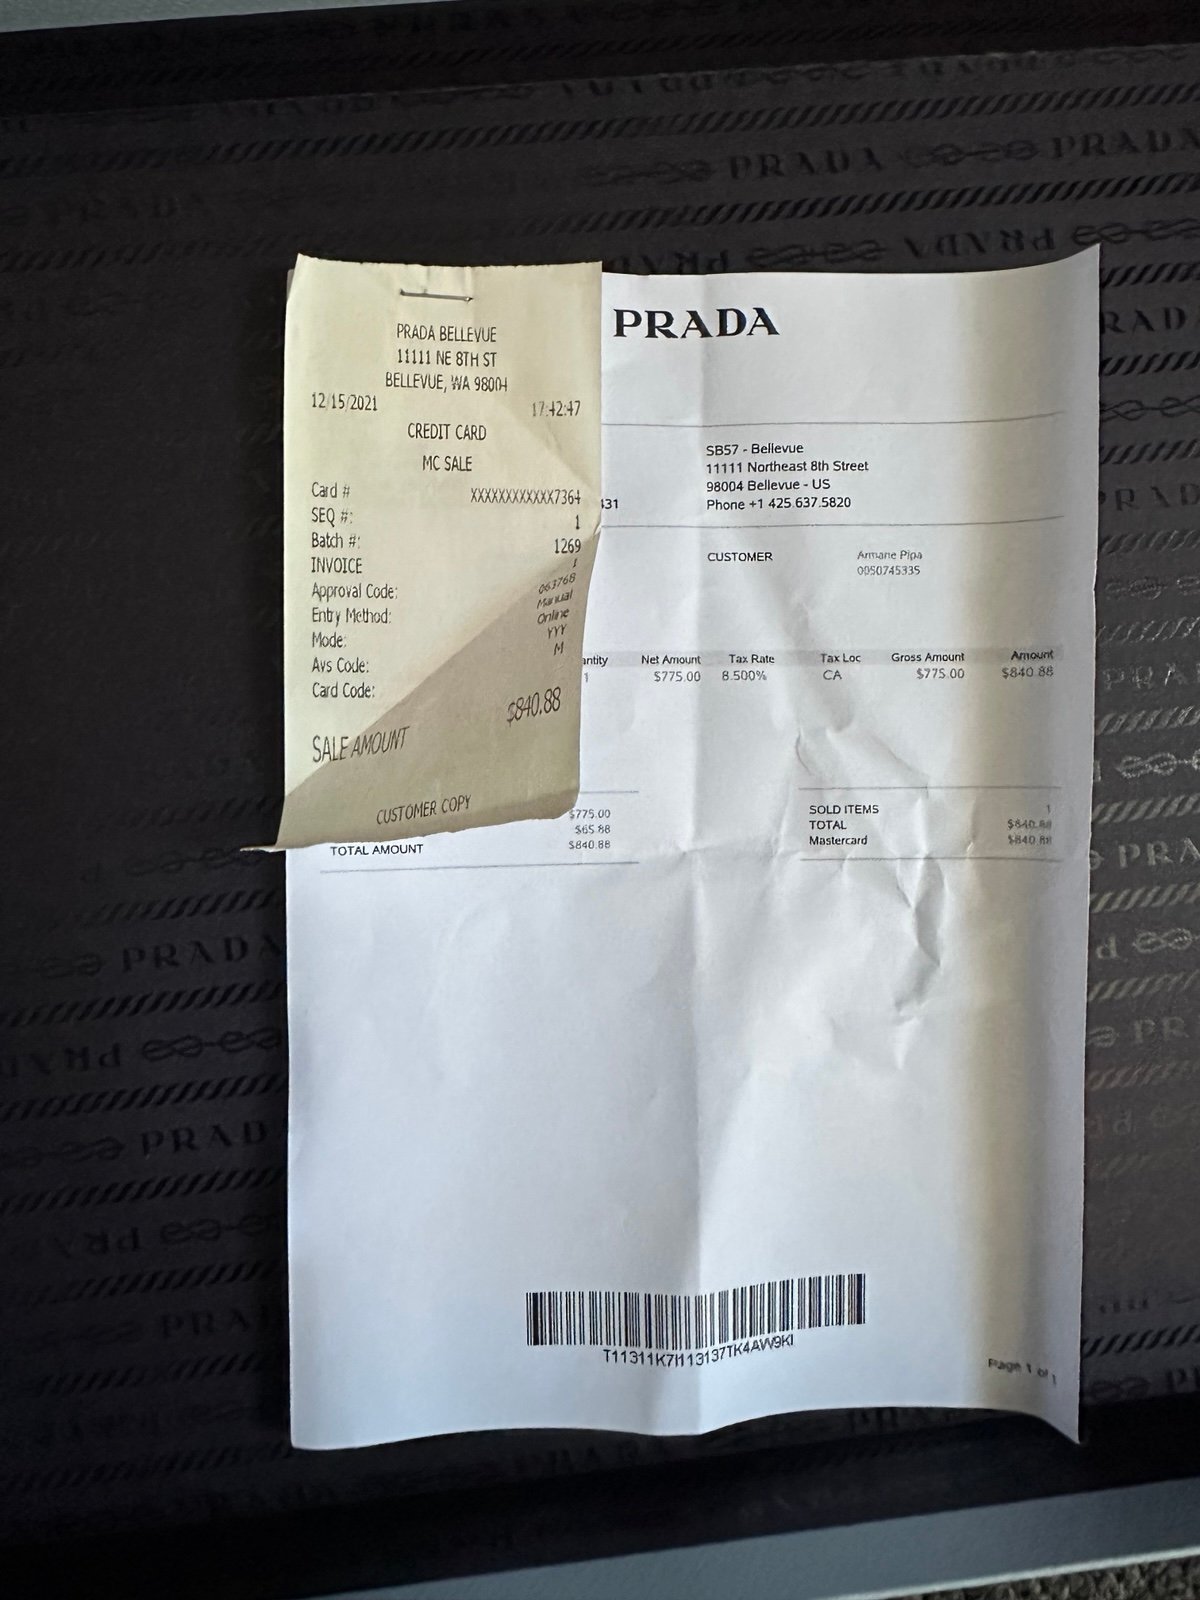 PRADA BELLEVUE
11111 NE 8TH ST
BELLEVUE, WA 98004
12/15/2021 17:42:47
CREDIT CARD
MC SALE
Card # XXXXXXXXXXXX7364
SEQ #: 1
Batch #: 1269
INVOICE 1
Approval Code: 063768
Entry Method: Manual
Mode: Online
Avs Code: YYY
Card Code: M
SALE AMOUNT $840.88
CUSTOMER COPY
PRADA
SB57 - Bellevue
11111 Northeast 8th Street
98004 Bellevue - US
431 Phone +1 425.637.5820
CUSTOMER Armane Pipa
0050745335
antity Net Amount Tax Rate Tax Loc Gross Amount Amount
1 $775.00 8.500% CA $775.00 $840.88
$775.00
$65.88
TOTAL AMOUNT $840.88
SOLD ITEMS 1
TOTAL $840.88
Mastercard $840.88
T11311K7I113137TK4AW9KI
Page 1 of 1
PRADA PRADA
PRADA
PRADA
PRADA